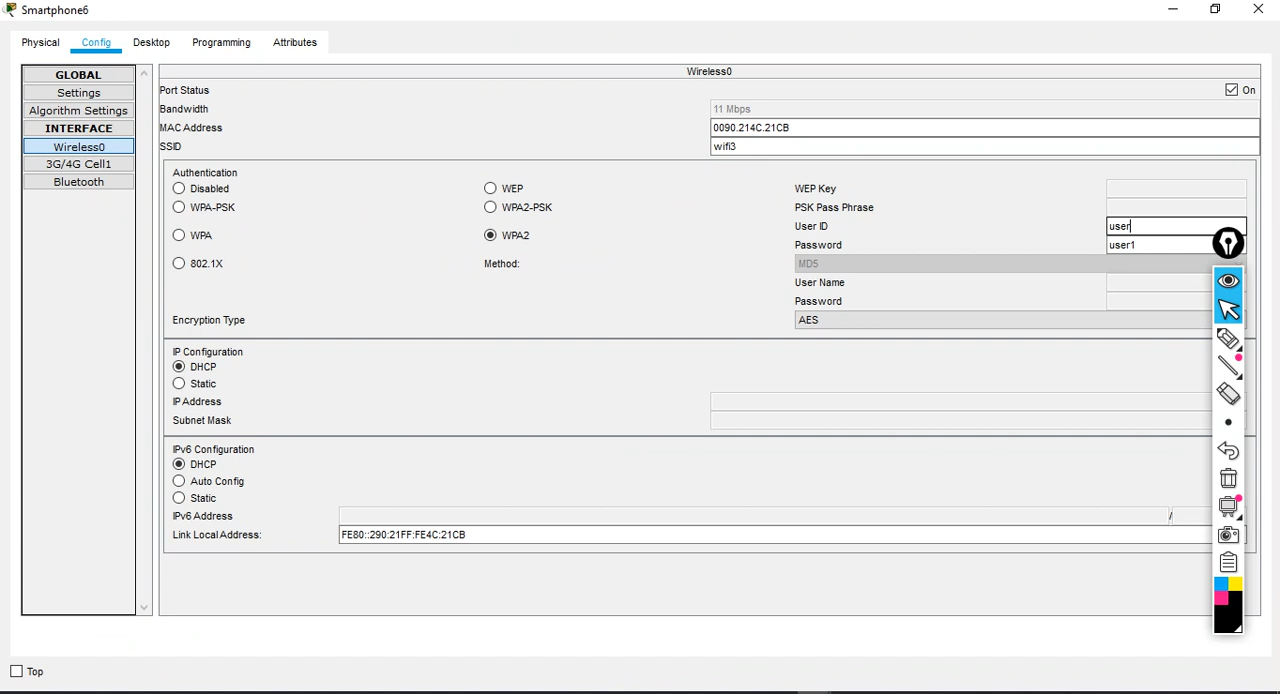 Smartphone6
Physical Config Desktop Programming Attributes
GLOBAL
Settings
Algorithm Settings
INTERFACE
Wireless0
3G/4G Cell1
Bluetooth
Wireless0
Port Status On
Bandwidth 11 Mbps
MAC Address 0090.214C.21CB
SSID wifi3
Authentication
Disabled WEP WEP Key
WPA-PSK WPA2-PSK PSK Pass Phrase
User ID user
WPA WPA2
Password user1
802.1X Method: MD5
User Name
Password
Encryption Type AES
IP Configuration
DHCP
Static
IP Address
Subnet Mask
IPv6 Configuration
DHCP
Auto Config
Static
IPv6 Address /
Link Local Address: FE80::290:21FF:FE4C:21CB
Top